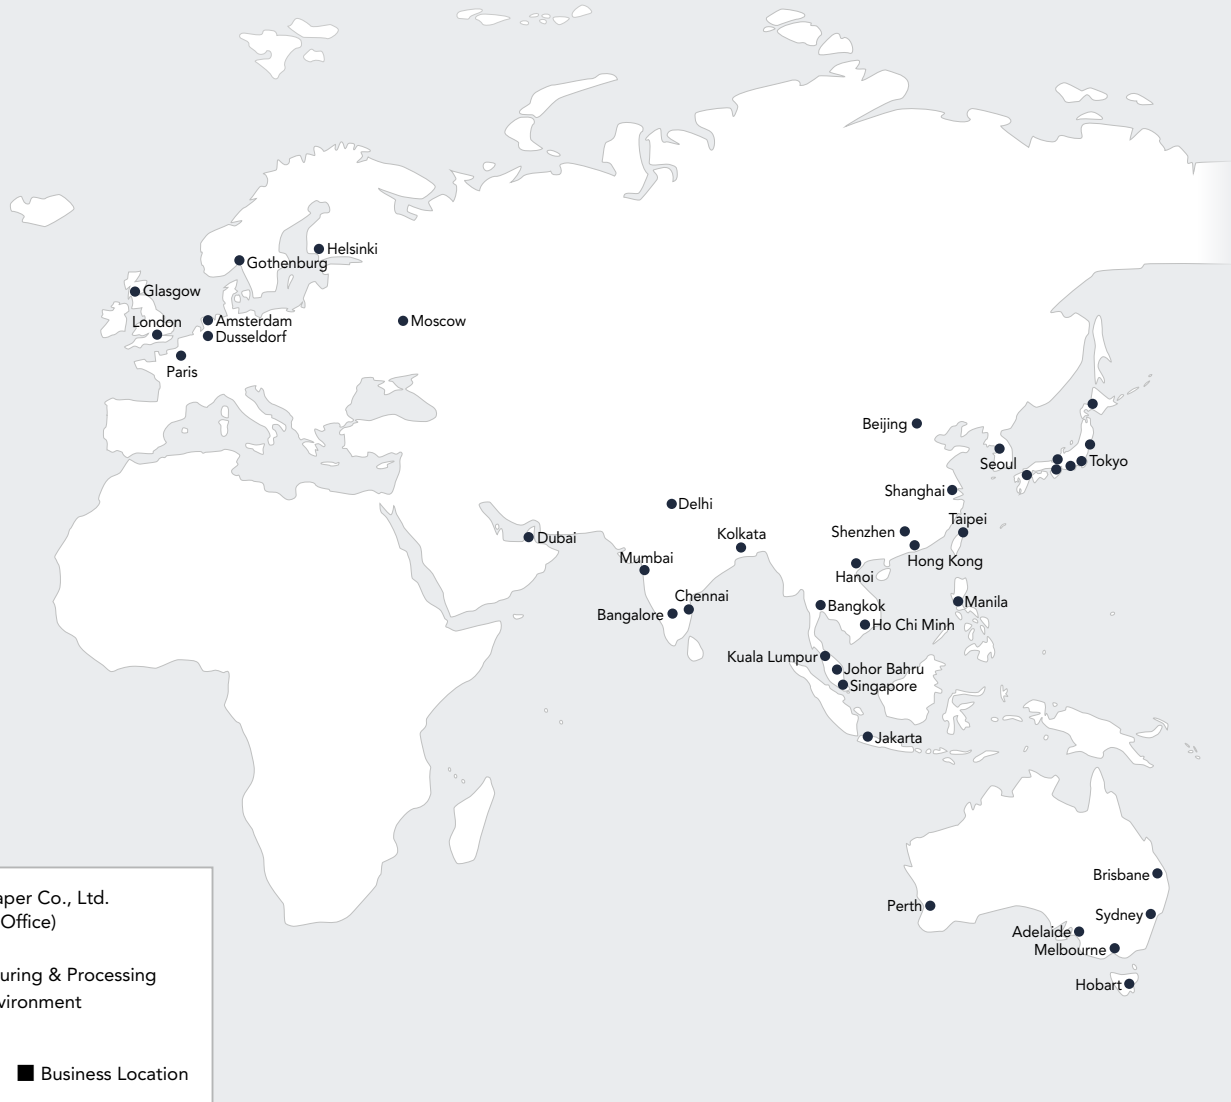 Helsinki
Gothenburg
Glasgow
London
Amsterdam
Moscow
Dusseldorf
Paris
Beijing
Seoul
Tokyo
Shanghai
Delhi
Taipei
Shenzhen
Kolkata
Dubai
Mumbai
Hong Kong
Hanoi
Chennai
Manila
Bangkok
Bangalore
Ho Chi Minh
Kuala Lumpur
Johor Bahru
Singapore
Jakarta
Brisbane
Perth
Sydney
Adelaide
Melbourne
Hobart
aper Co., Ltd.
Office)
uring & Processing
vironment
Business Location